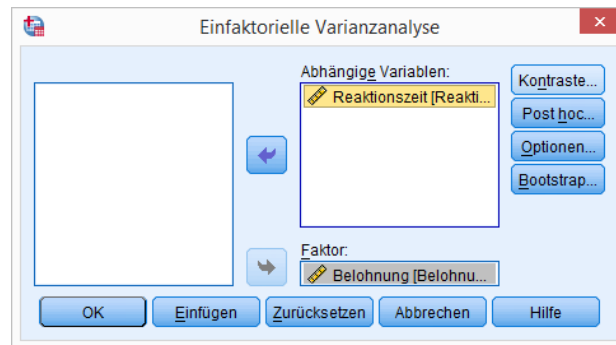 Einfaktorielle Varianzanalyse
Abhängige Variablen:
Reaktionszeit [Reakti...
Kontraste...
Post hoc...
Optionen...
Bootstrap...
Faktor:
Belohnung [Belohnu...
OK Einfügen Zurücksetzen Abbrechen Hilfe